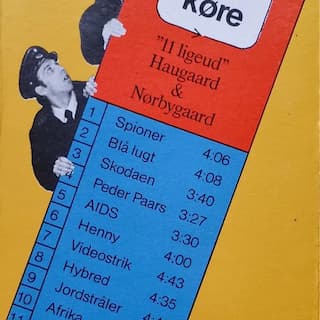 køre
"11 ligeud"
Haugaard
&
Nørbygaard
1 Spioner 4:06
2 Blå lugt 4:08
3 Skodaen 3:40
4 Peder Paars 3:27
5 AIDS 3:30
6 Henny 4:00
7 Videostrik 4:43
8 Hybred 4:35
9 Jordstråler
10 Afrika
11